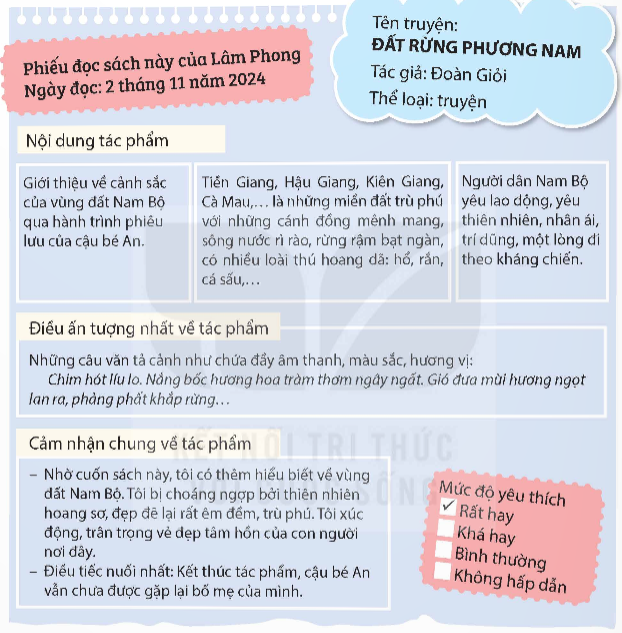 Phiếu đọc sách này của Lâm Phong
Ngày đọc: 2 tháng 11 năm 2024
Tên truyện:
ĐẤT RỪNG PHƯƠNG NAM
Tác giả: Đoàn Giỏi
Thể loại: truyện
Nội dung tác phẩm
Giới thiệu về cảnh sắc
của vùng đất Nam Bộ
qua hành trình phiêu
lưu của cậu bé An.
Tiền Giang, Hậu Giang, Kiên Giang,
Cà Mau,... là những miền đất trù phú
với những cánh đồng mênh mang,
sông nước rì rào, rừng rậm bạt ngàn,
có nhiều loài thú hoang dã: hổ, rắn,
cá sấu,...
Người dân Nam Bộ
yêu lao động, yêu
thiên nhiên, nhân ái,
trí dũng, một lòng đi
theo kháng chiến.
Điều ấn tượng nhất về tác phẩm
Những câu văn tả cảnh như chứa đầy âm thanh, màu sắc, hương vị:
Chim hót líu lo. Nắng bốc hương hoa tràm thơm ngây ngất. Gió đưa mùi hương ngọt
lan ra, phảng phất khắp rừng...
KẾT NỐI TRI THỨC
Cảm nhận chung về tác phẩm
– Nhờ cuốn sách này, tôi có thêm hiểu biết về vùng
đất Nam Bộ. Tôi bị choáng ngợp bởi thiên nhiên
hoang sơ, đẹp đẽ lại rất êm đềm, trù phú. Tôi xúc
động, trân trọng vẻ đẹp tâm hồn của con người
nơi đây.
– Điều tiếc nuối nhất: Kết thúc tác phẩm, cậu bé An
vẫn chưa được gặp lại bố mẹ của mình.
Mức độ yêu thích
✓ Rất hay
Khá hay
Bình thường
Không hấp dẫn